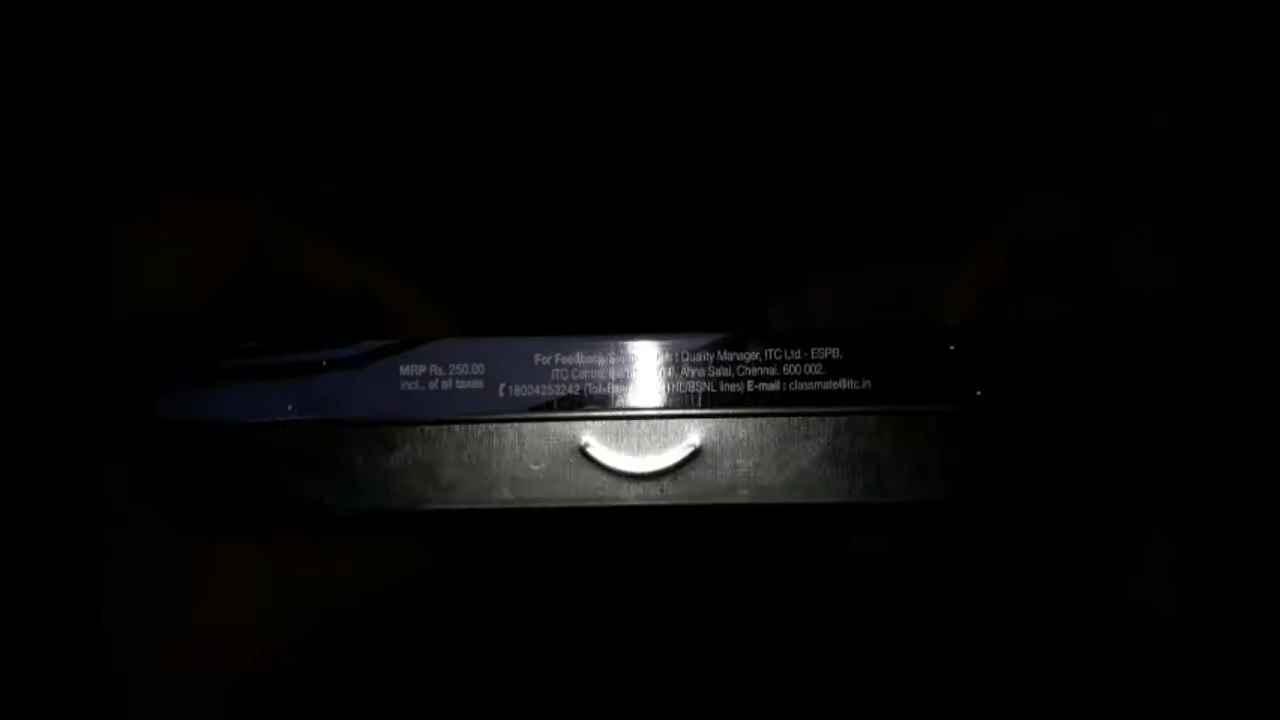 MRP Rs. 250.00
incl., of all taxes
For : Quality Manager, ITC Ltd.- ESPB,
ITC Centre, Anna Salai, Chennai. 600 002.
18004253242 lines) E-mail : classmate@itc.in